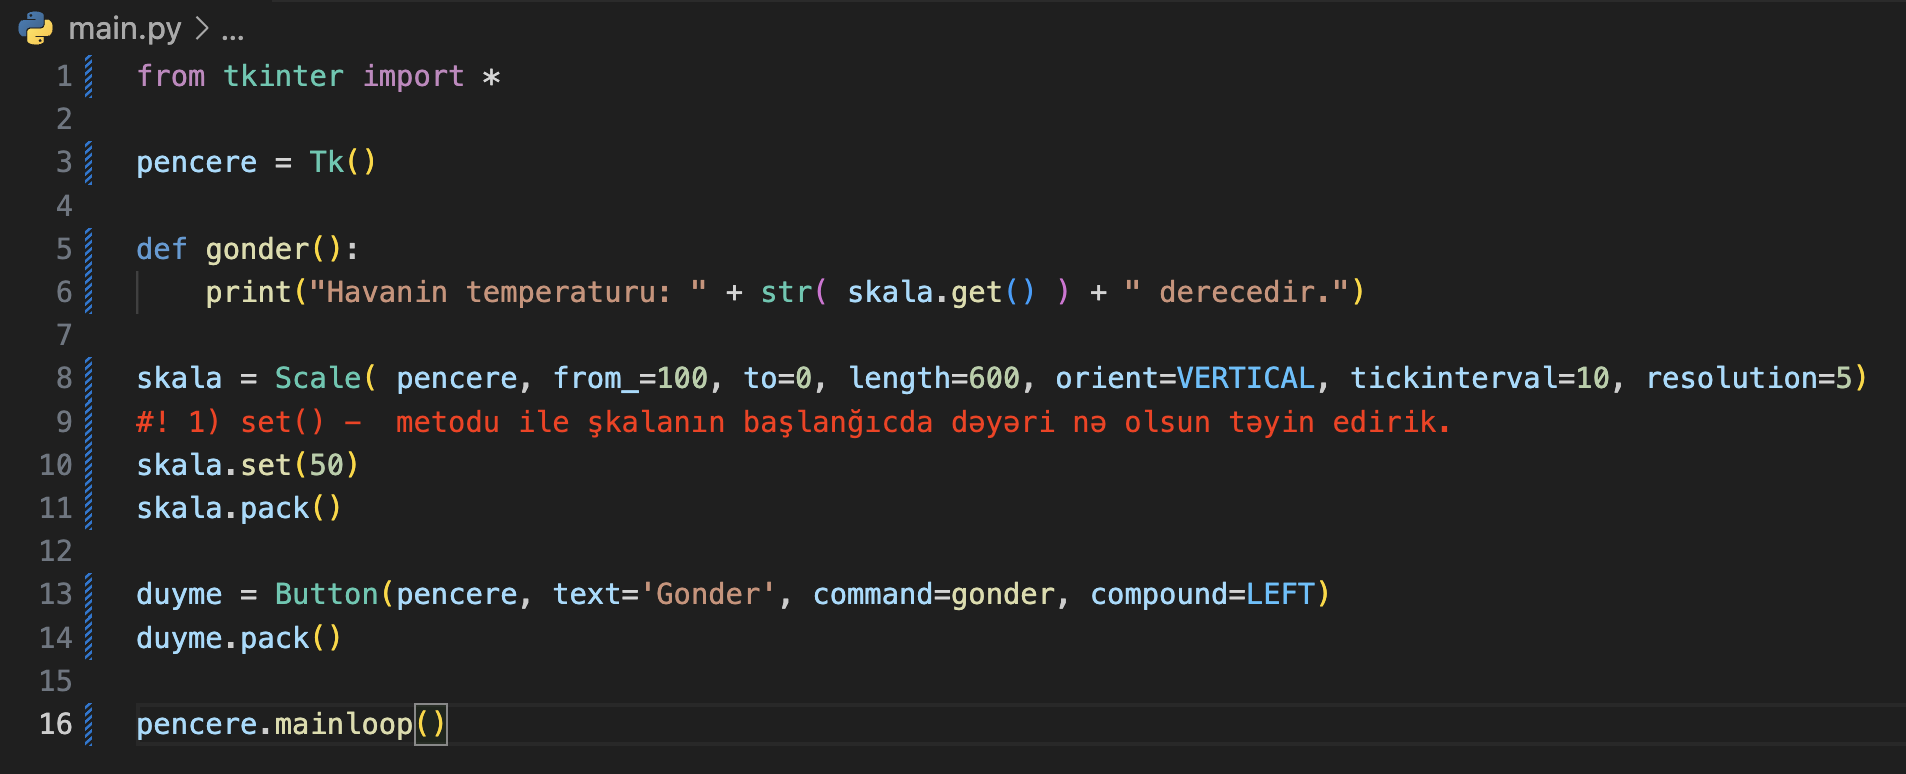 main.py > ...
1 from tkinter import *
2
3 pencere = Tk()
4
5 def gonder():
6     print("Havanin temperaturu: " + str( skala.get() ) + " derecedir.")
7
8 skala = Scale( pencere, from_=100, to=0, length=600, orient=VERTICAL, tickinterval=10, resolution=5)
9 #! 1) set() -  metodu ile şkalanın başlanğıcda dəyəri nə olsun təyin edirik.
10 skala.set(50)
11 skala.pack()
12
13 duyme = Button(pencere, text='Gonder', command=gonder, compound=LEFT)
14 duyme.pack()
15
16 pencere.mainloop()